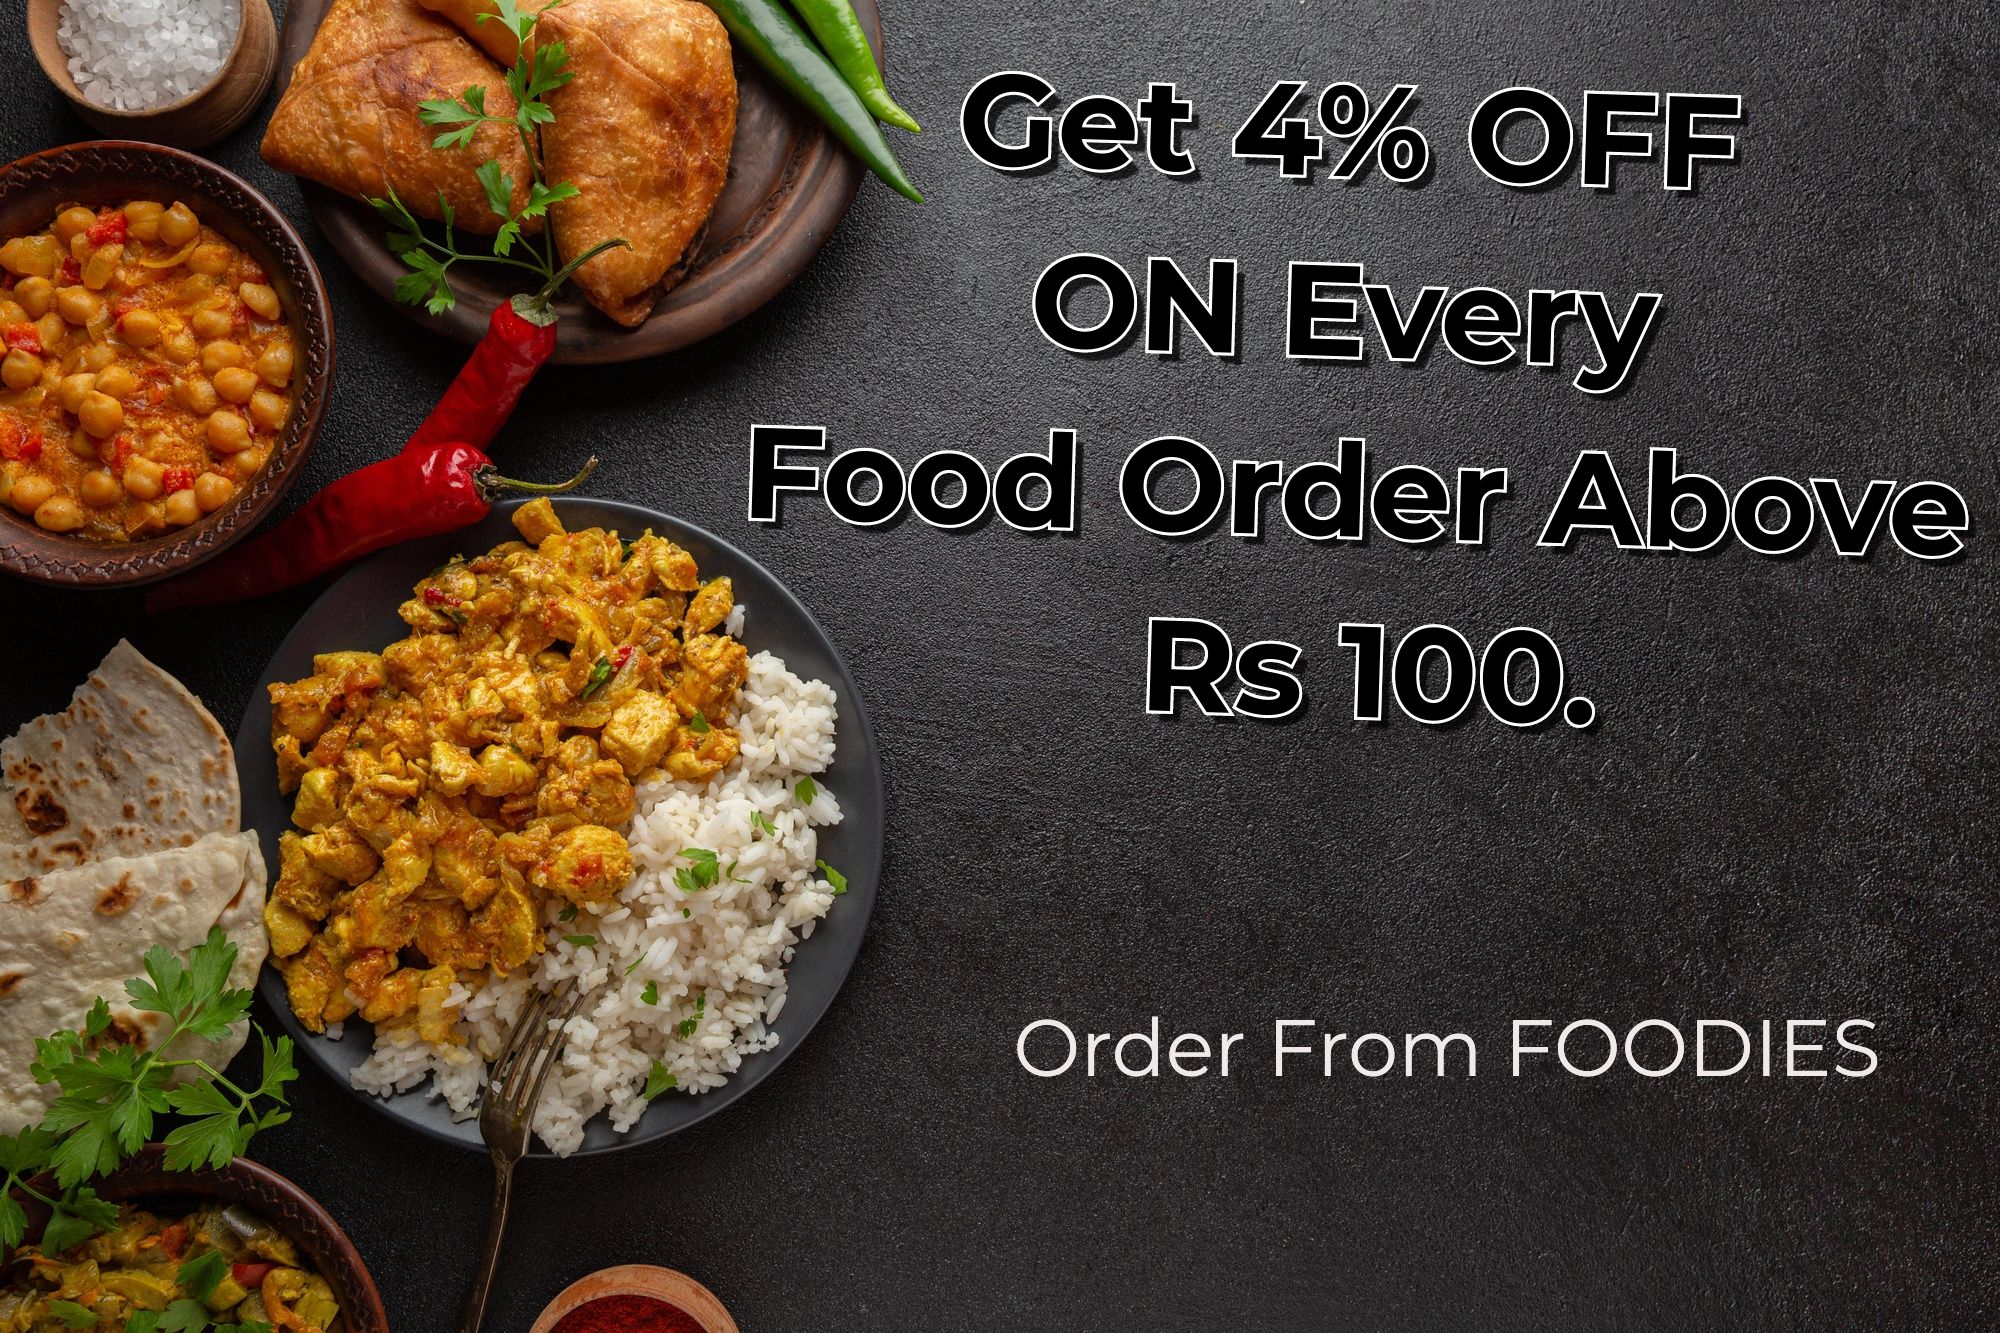 Get 4% OFF
ON Every
Food Order Above
Rs 100.
Order From FOODIES